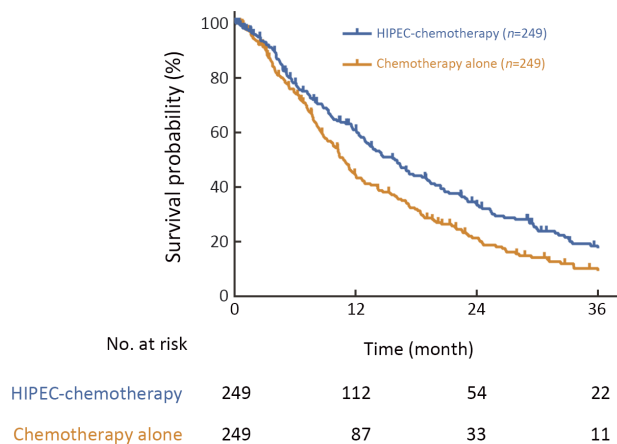 100
80
60
40
20
0
Survival probability (%)
HIPEC-chemotherapy (n=249)
Chemotherapy alone (n=249)
0 12 24 36
Time (month)
No. at risk
HIPEC-chemotherapy 249 112 54 22
Chemotherapy alone 249 87 33 11